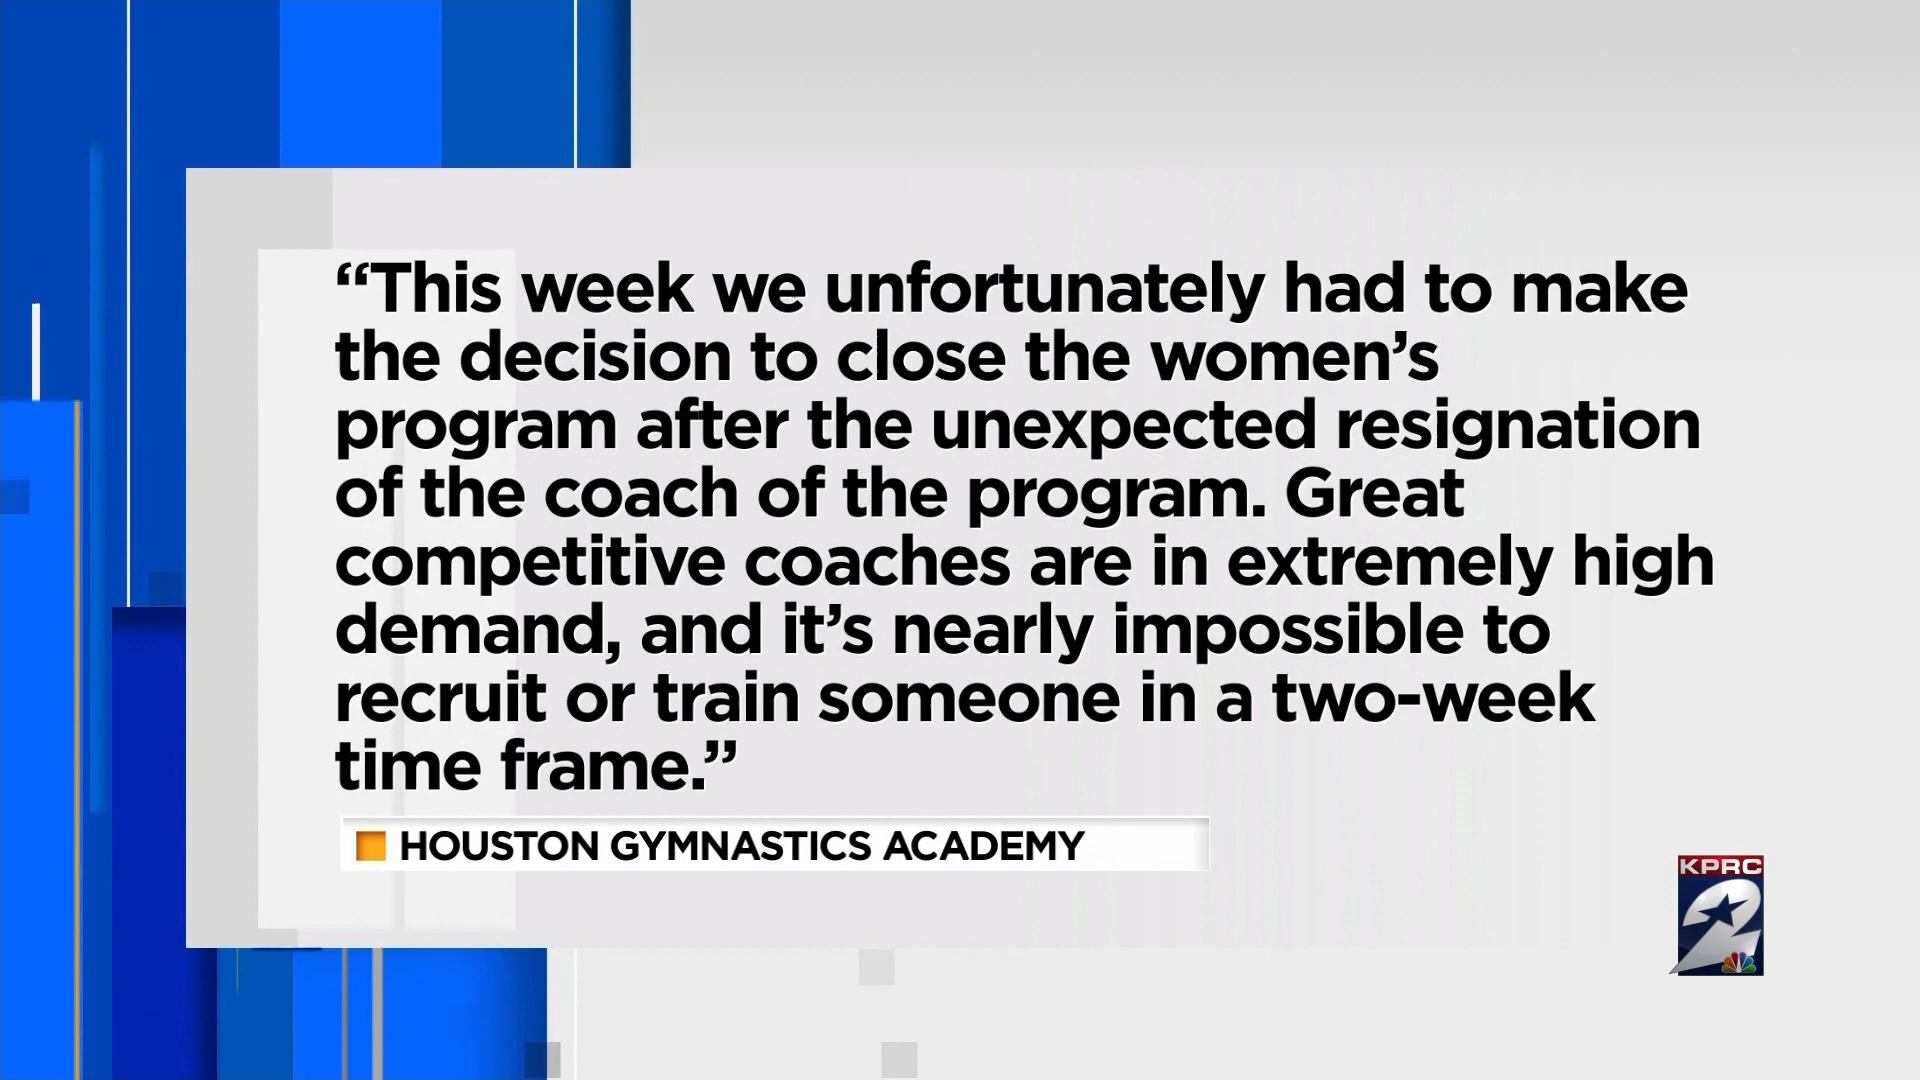 “This week we unfortunately had to make
the decision to close the women’s
program after the unexpected resignation
of the coach of the program. Great
competitive coaches are in extremely high
demand, and it’s nearly impossible to
recruit or train someone in a two-week
time frame.”
HOUSTON GYMNASTICS ACADEMY
KPRC
2